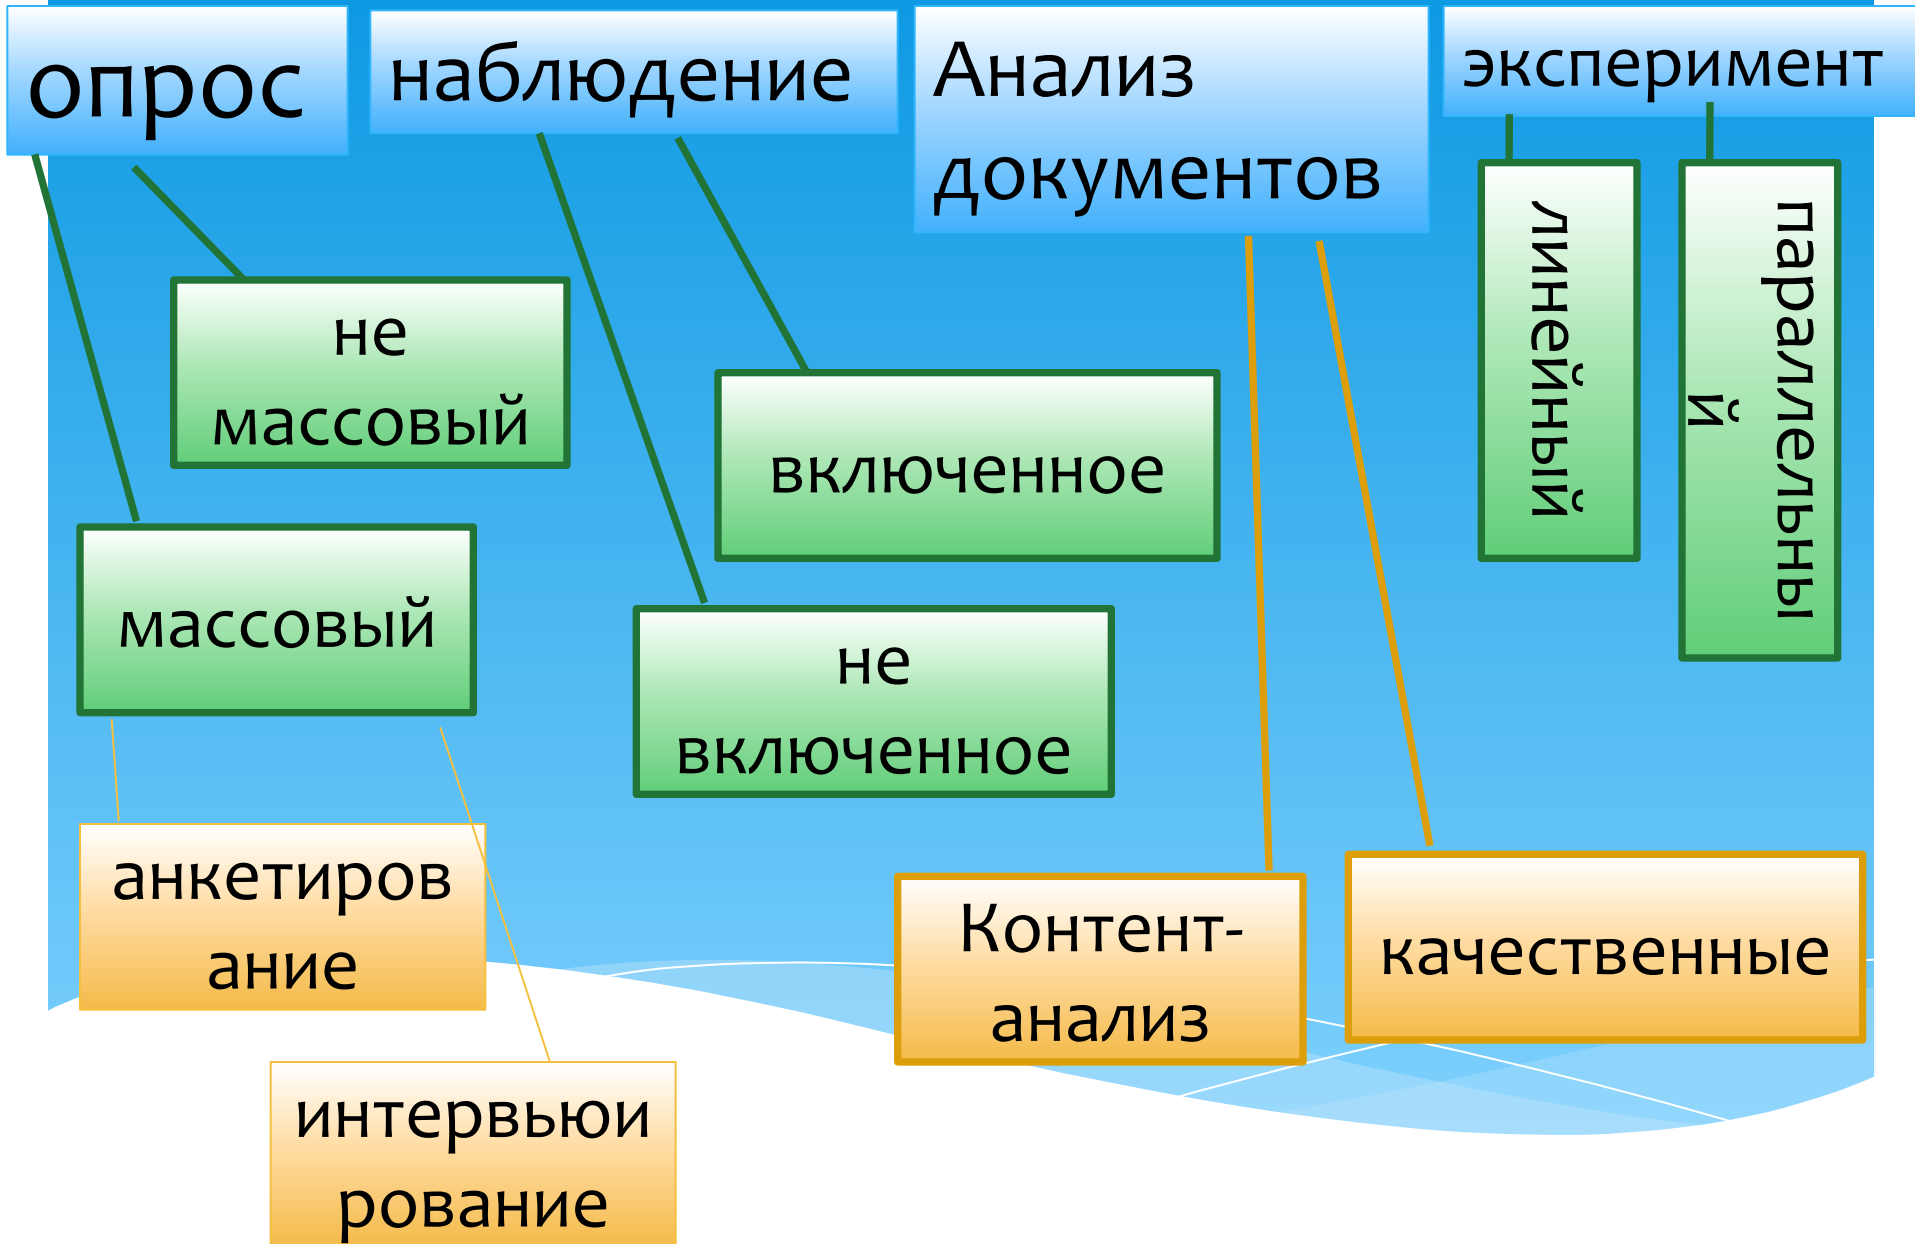 опрос
наблюдение
Анализ
документов
эксперимент
линейный
параллельны
й
не
массовый
включенное
массовый
не
включенное
анкетиров
ание
Контент-
анализ
качественные
интервьюи
рование